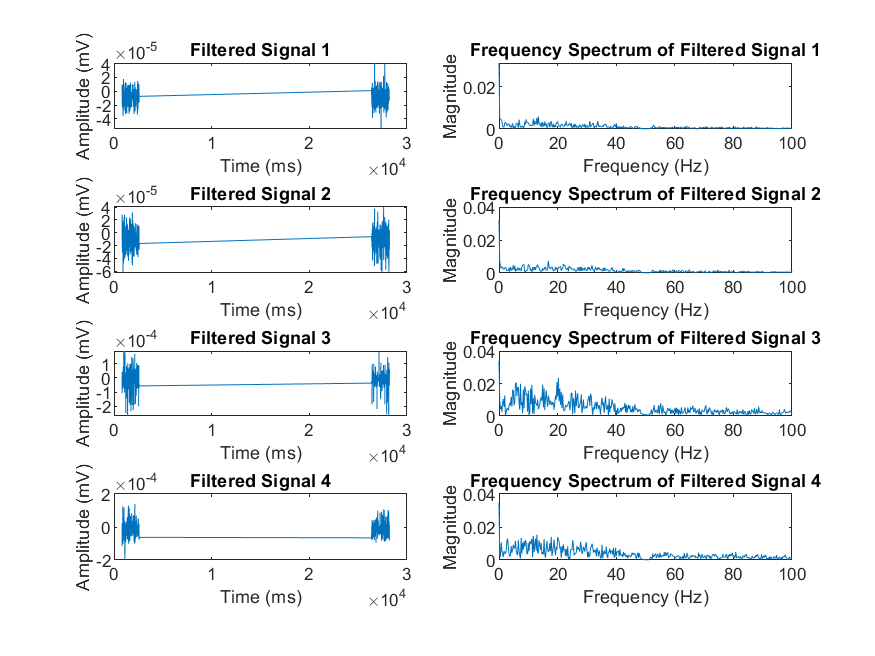 Filtered Signal 1
×10^-5
Amplitude (mV)
4
2
0
-2
-4
0 1 2 3
Time (ms)
×10^4
Frequency Spectrum of Filtered Signal 1
Magnitude
0.02
0
0 20 40 60 80 100
Frequency (Hz)
Filtered Signal 2
×10^-5
Amplitude (mV)
4
2
0
-2
-4
-6
0 1 2 3
Time (ms)
×10^4
Frequency Spectrum of Filtered Signal 2
Magnitude
0.04
0.02
0
0 20 40 60 80 100
Frequency (Hz)
Filtered Signal 3
×10^-4
Amplitude (mV)
1
0
-1
-2
0 1 2 3
Time (ms)
×10^4
Frequency Spectrum of Filtered Signal 3
Magnitude
0.04
0.02
0
0 20 40 60 80 100
Frequency (Hz)
Filtered Signal 4
×10^-4
Amplitude (mV)
2
0
-2
0 1 2 3
Time (ms)
×10^4
Frequency Spectrum of Filtered Signal 4
Magnitude
0.04
0.02
0
0 20 40 60 80 100
Frequency (Hz)